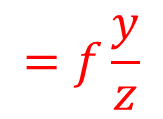 = f y/z